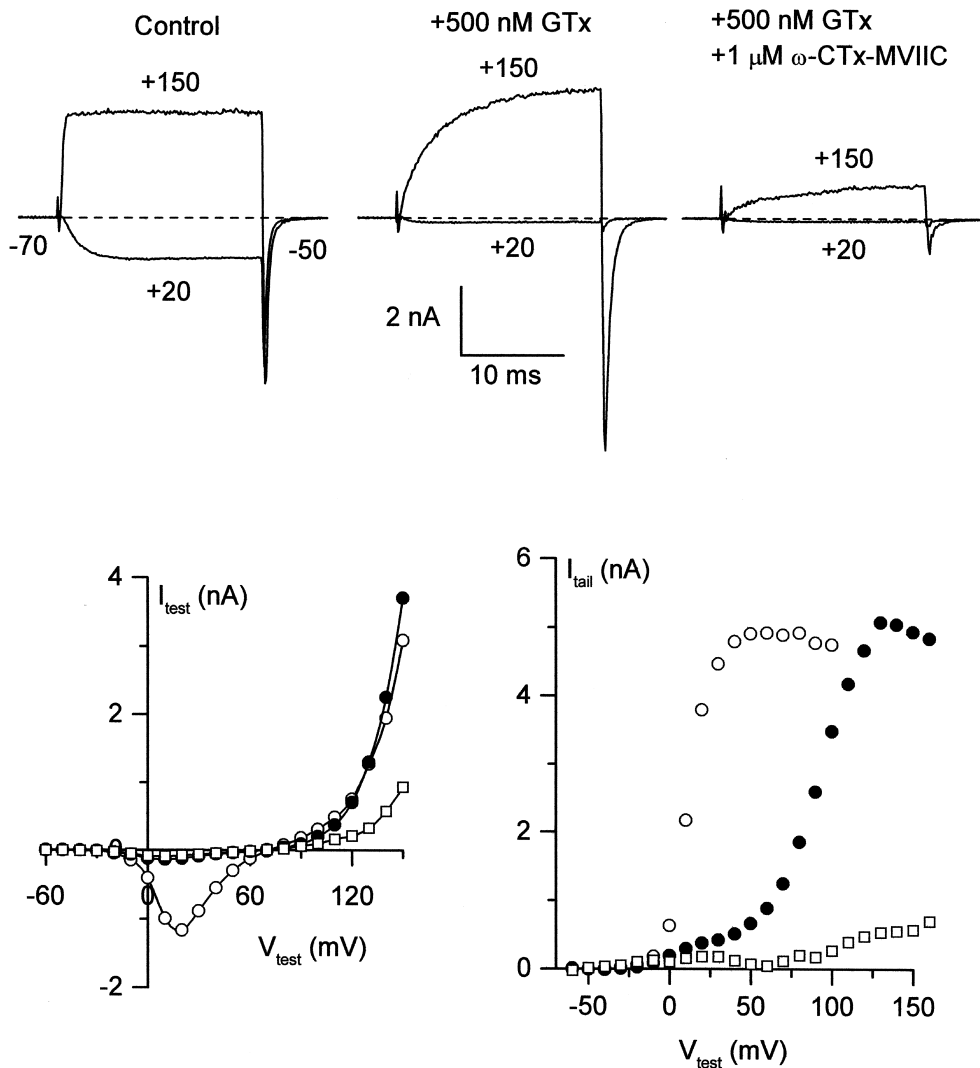 Control
+500 nM GTx
+500 nM GTx
+1 μM ω-CTx-MVIIC
+150
+150
+150
-70
-50
+20
+20
+20
2 nA
10 ms
4
I_test (nA)
2
0
-2
-60
0
60
120
V_test (mV)
6
I_tail (nA)
4
2
0
-50
0
50
100
150
V_test (mV)